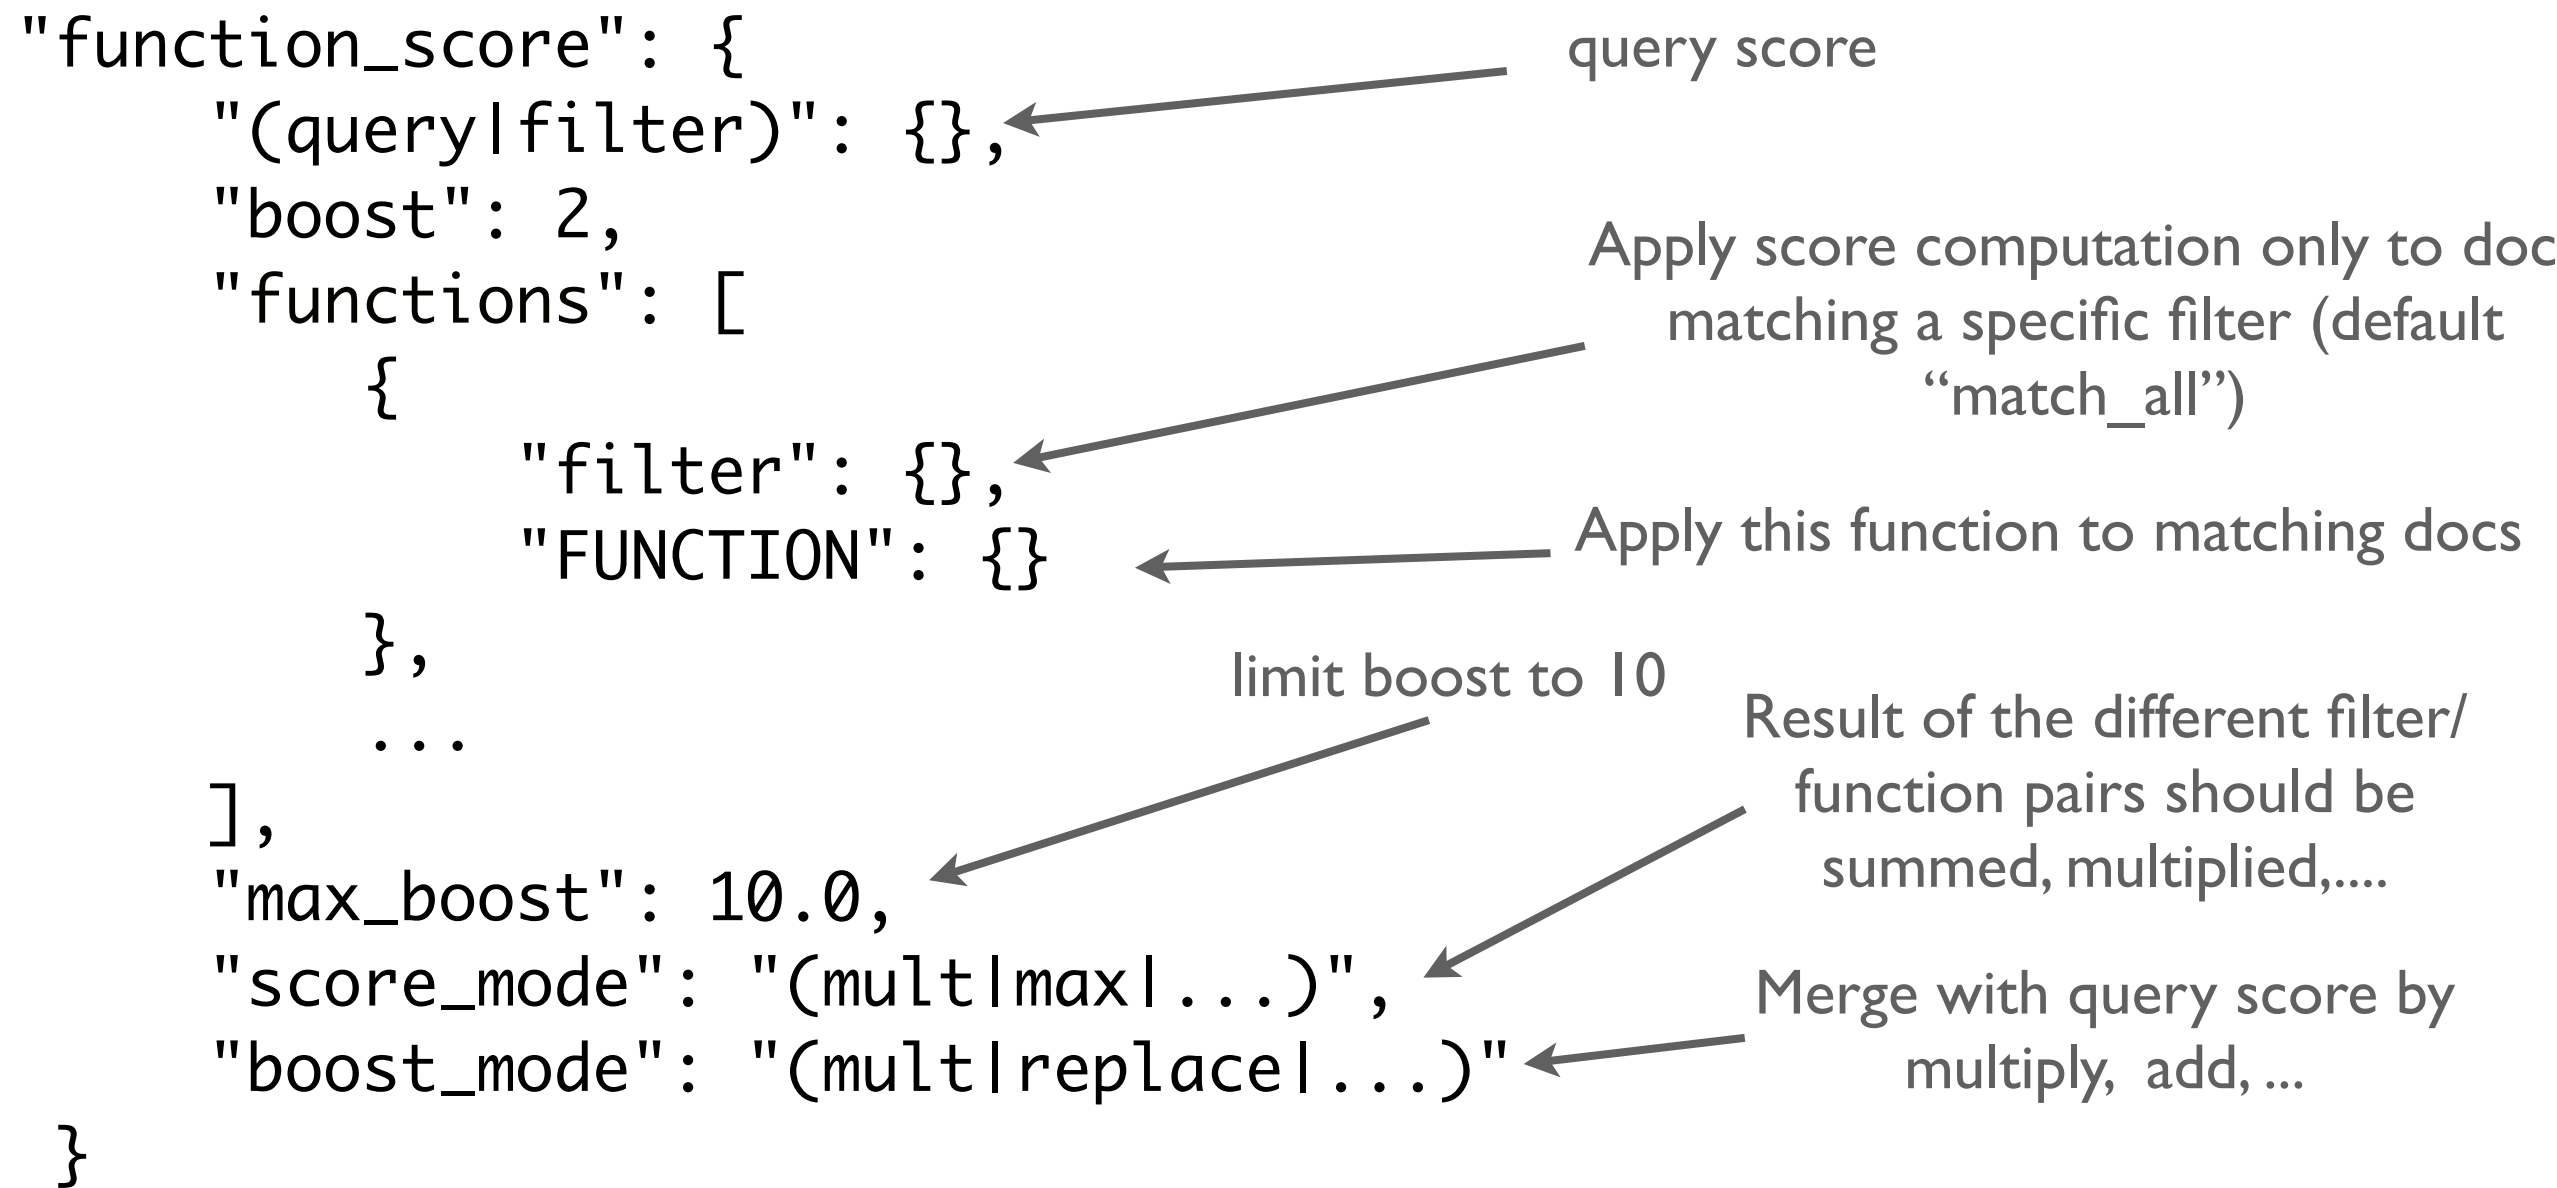 "function_score": {
"(query|filter)": {},
"boost": 2,
"functions": [
{
"filter": {},
"FUNCTION": {}
},
...
],
"max_boost": 10.0,
"score_mode": "(mult|max|...)",
"boost_mode": "(mult|replace|...)"
}
query score
Apply score computation only to doc
matching a specific filter (default
“match_all”)
Apply this function to matching docs
limit boost to 10
Result of the different filter/
function pairs should be
summed, multiplied,....
Merge with query score by
multiply, add, ...